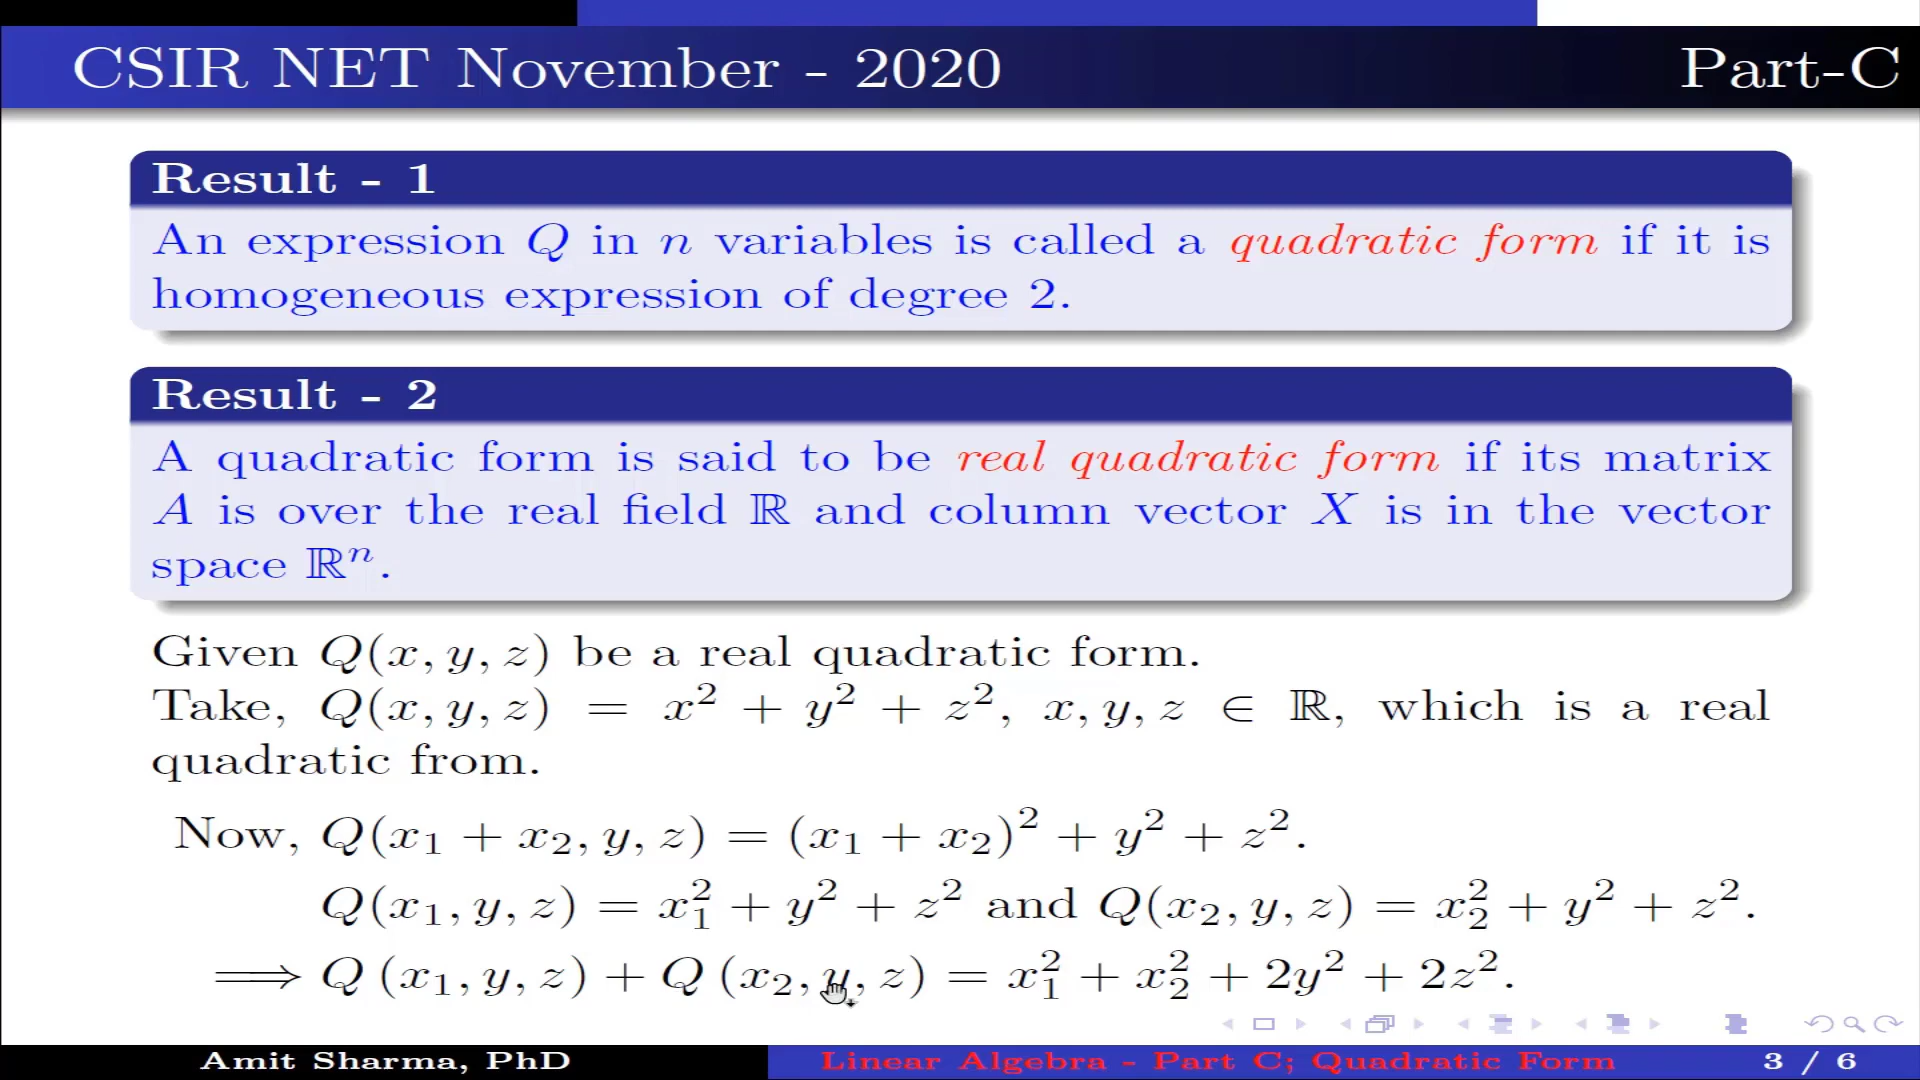 CSIR NET November - 2020 Part-C
Result - 1
An expression Q in n variables is called a quadratic form if it is
homogeneous expression of degree 2.
Result - 2
A quadratic form is said to be real quadratic form if its matrix
A is over the real field ℝ and column vector X is in the vector
space ℝⁿ.
Given Q(x, y, z) be a real quadratic form.
Take, Q(x, y, z) = x² + y² + z², x, y, z ∈ ℝ, which is a real
quadratic from.
Now, Q(x₁ + x₂, y, z) = (x₁ + x₂)² + y² + z².
Q(x₁, y, z) = x₁² + y² + z² and Q(x₂, y, z) = x₂² + y² + z².
⟹ Q (x₁, y, z) + Q (x₂, y, z) = x₁² + x₂² + 2y² + 2z².
Amit Sharma, PhD Linear Algebra - Part C; Quadratic Form 3 / 6